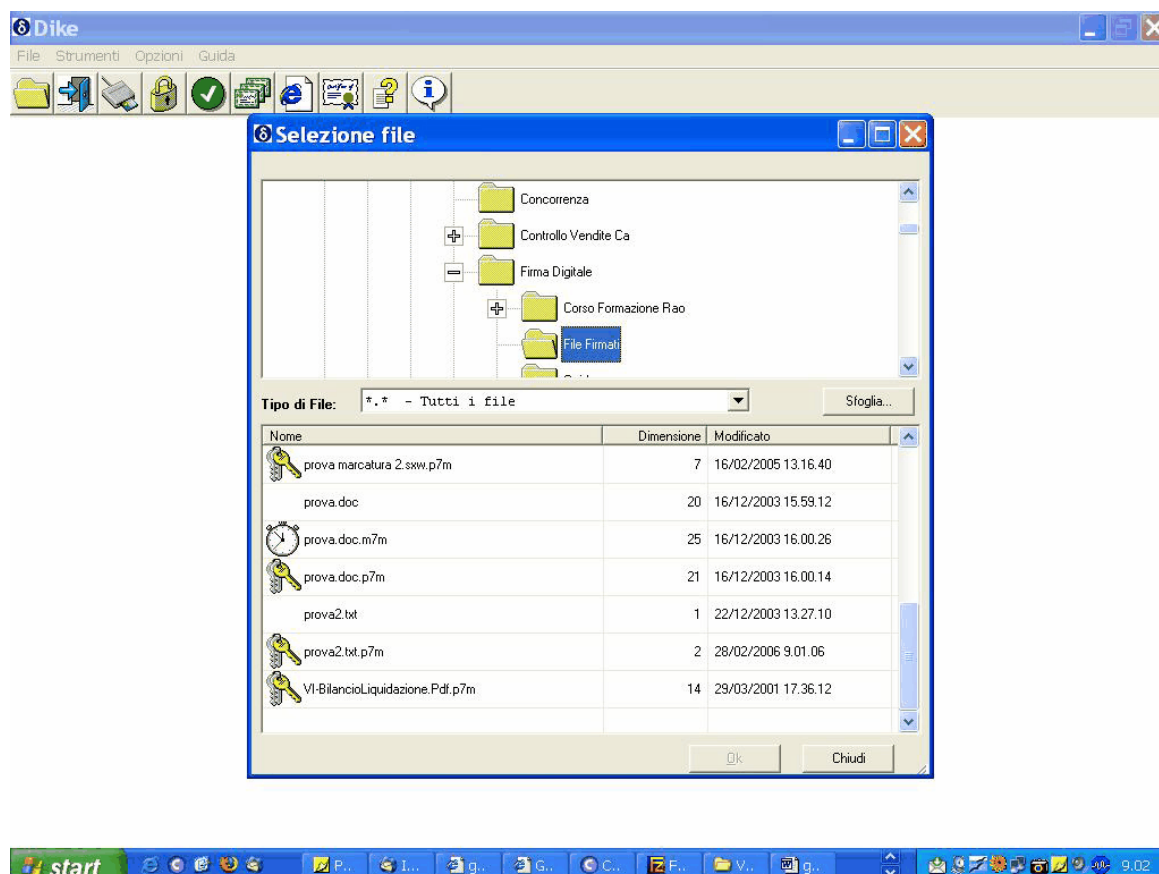 Dike
File Strumenti Opzioni Guida
Selezione file
Concorrenza
Controllo Vendite Ca
Firma Digitale
Corso Formazione Rao
File Firmati
Tipo di File: *.* - Tutti i file Sfoglia...
Nome Dimensione Modificato
prova marcatura 2.sxw.p7m 7 16/02/2005 13.16.40
prova.doc 20 16/12/2003 15.59.12
prova.doc.m7m 25 16/12/2003 16.00.26
prova.doc.p7m 21 16/12/2003 16.00.14
prova2.txt 1 22/12/2003 13.27.10
prova2.txt.p7m 2 28/02/2006 9.01.06
VI-BilancioLiquidazione.Pdf.p7m 14 29/03/2001 17.36.12
Ok Chiudi
start P... I... g.. G.. C.. F.. V.. g.. 9.02